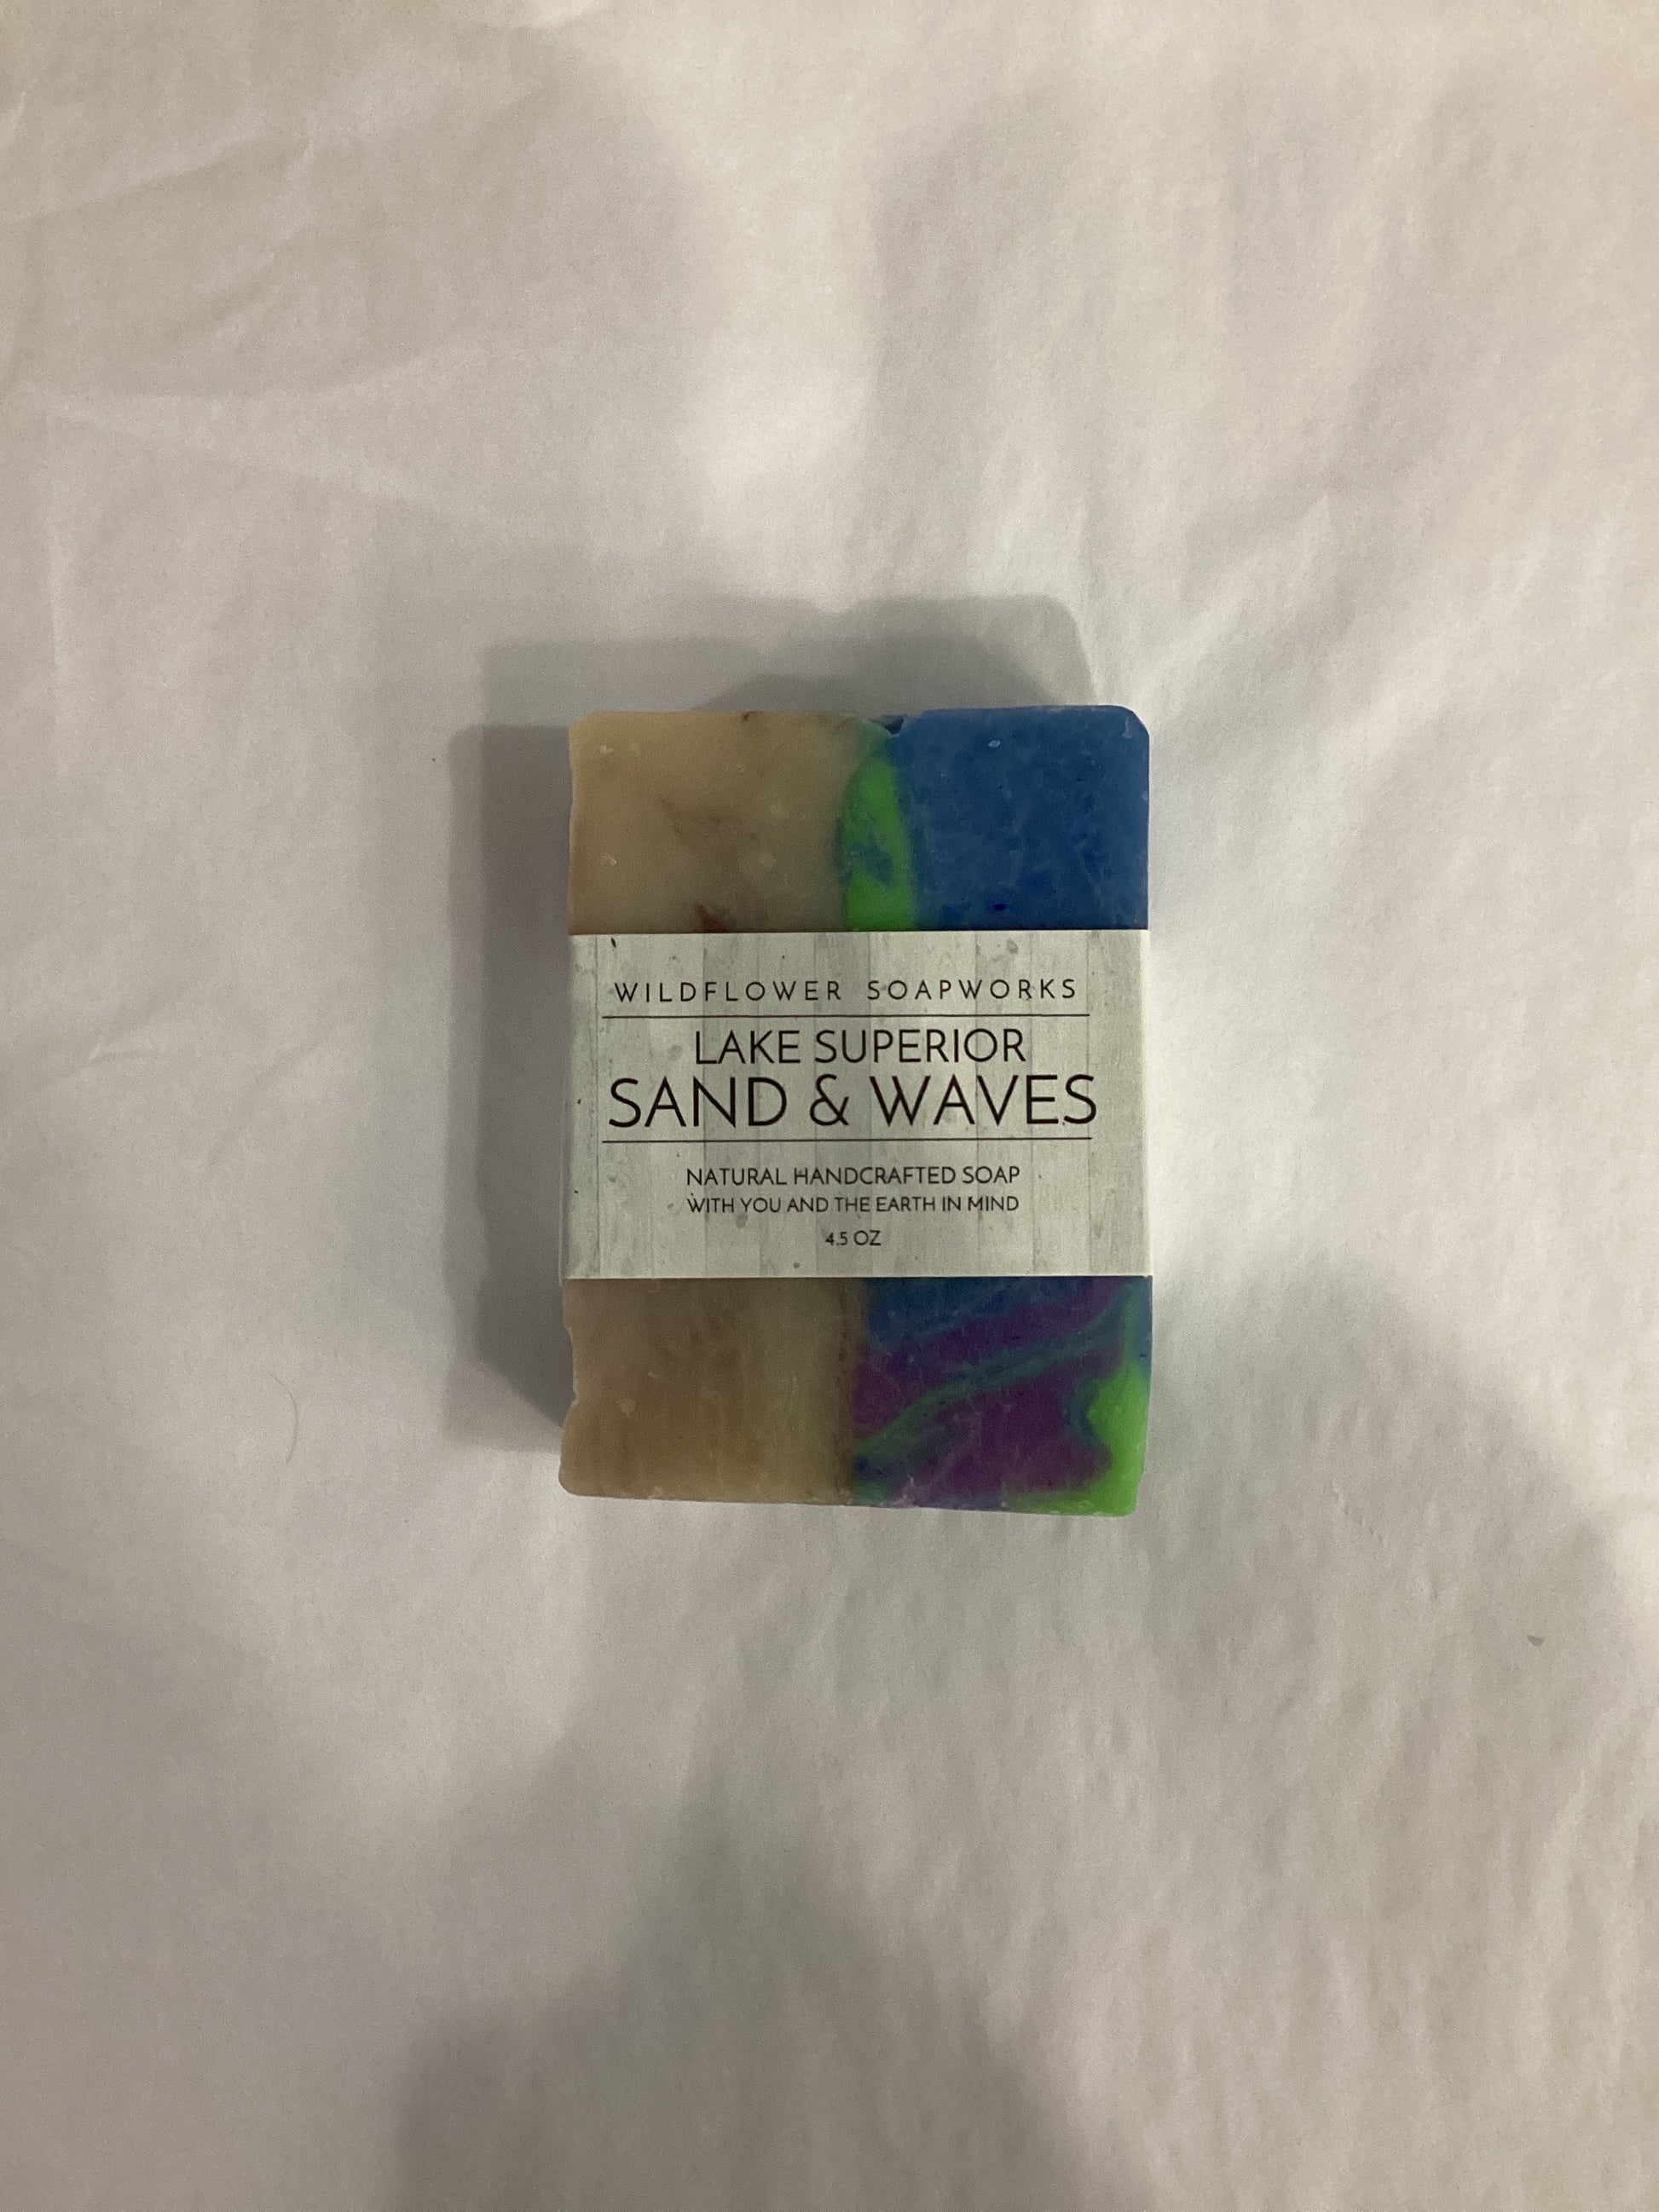 WILDFLOWER SOAPWORKS
LAKE SUPERIOR
SAND & WAVES
NATURAL HANDCRAFTED SOAP
WITH YOU AND THE EARTH IN MIND
4.5 OZ